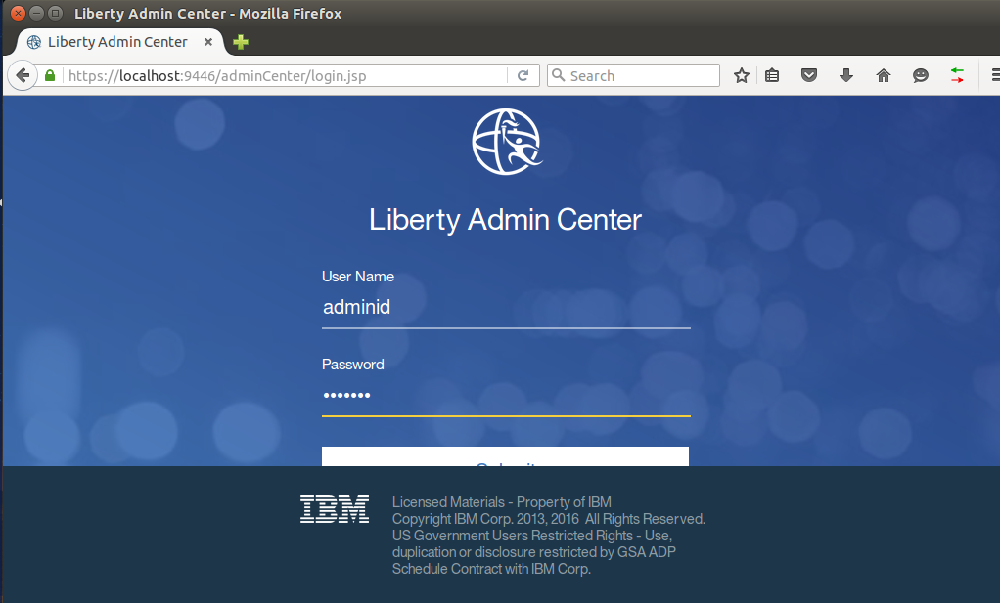 Liberty Admin Center - Mozilla Firefox
Liberty Admin Center
https://localhost:9446/adminCenter/login.jsp
Search
Liberty Admin Center
User Name
adminid
Password
•••••••
Submit
IBM
Licensed Materials - Property of IBM
Copyright IBM Corp. 2013, 2016 All Rights Reserved.
US Government Users Restricted Rights - Use,
duplication or disclosure restricted by GSA ADP
Schedule Contract with IBM Corp.